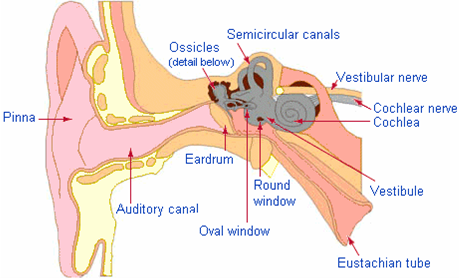 Semicircular canals
Ossicles
(detail below)
Vestibular nerve
Cochlear nerve
Cochlea
Pinna
Eardrum
Round
window
Vestibule
Auditory canal
Oval window
Eustachian tube